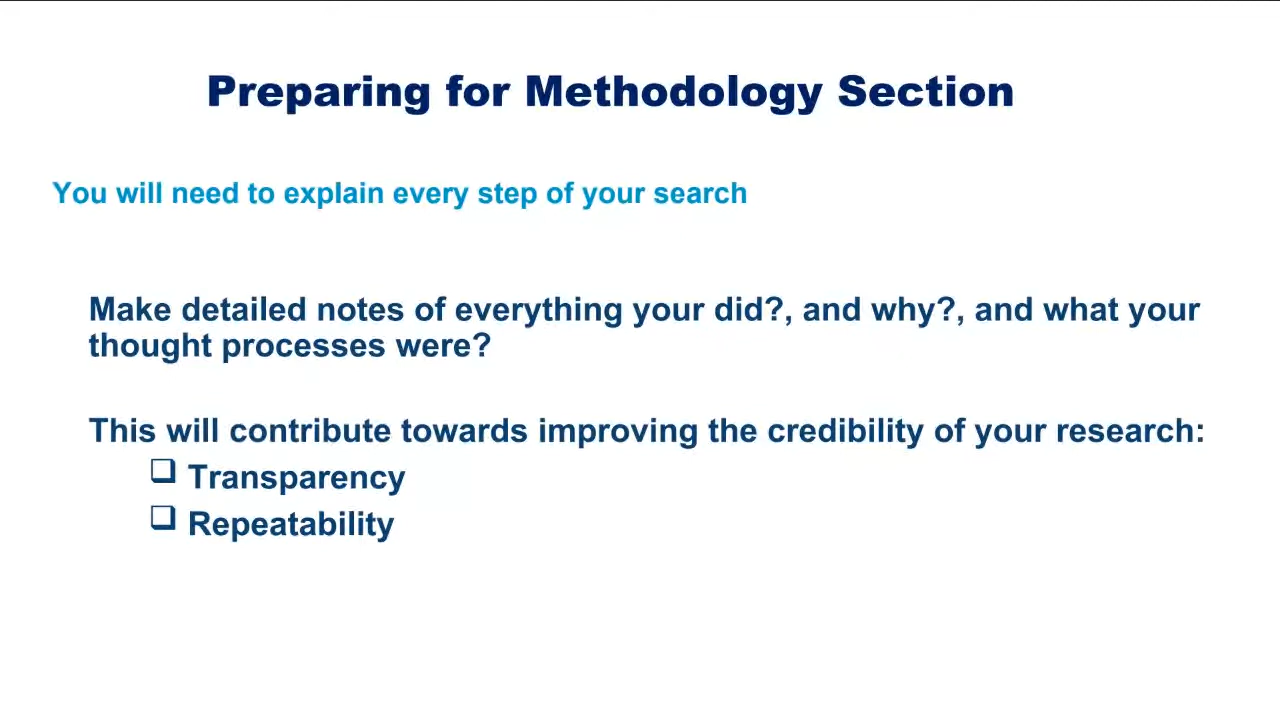 Preparing for Methodology Section
You will need to explain every step of your search
Make detailed notes of everything your did?, and why?, and what your
thought processes were?
This will contribute towards improving the credibility of your research:
❑ Transparency
❑ Repeatability